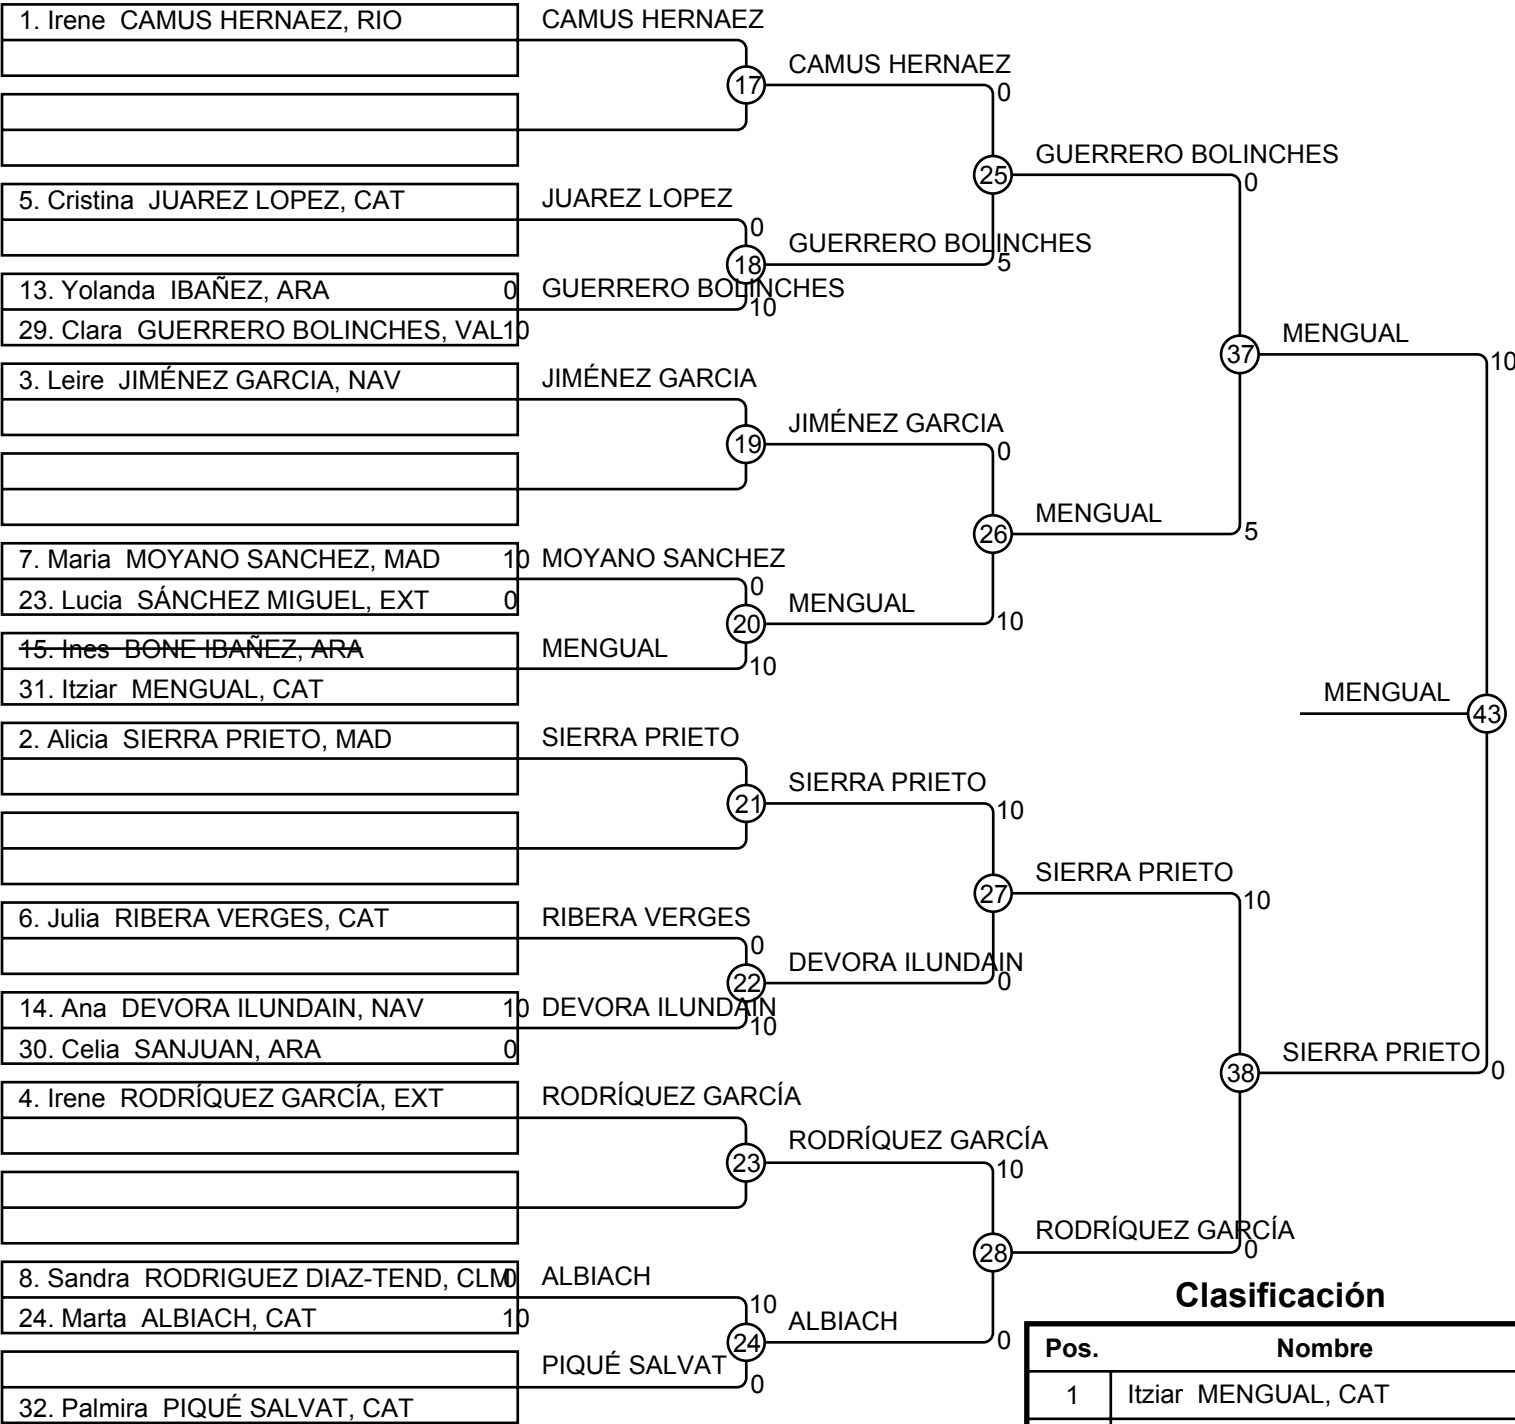 1. Irene CAMUS HERNAEZ, RIO
CAMUS HERNAEZ
17
CAMUS HERNAEZ
0
25
GUERRERO BOLINCHES
0
5. Cristina JUAREZ LOPEZ, CAT
JUAREZ LOPEZ
0
18
GUERRERO BOLINCHES
5
13. Yolanda IBAÑEZ, ARA 0
GUERRERO BOLINCHES
10
29. Clara GUERRERO BOLINCHES, VAL 10
37
MENGUAL
10
3. Leire JIMÉNEZ GARCIA, NAV
JIMÉNEZ GARCIA
19
JIMÉNEZ GARCIA
0
26
MENGUAL
5
7. Maria MOYANO SANCHEZ, MAD 10
MOYANO SANCHEZ
0
23. Lucia SÁNCHEZ MIGUEL, EXT 0
20
MENGUAL
10
15. Ines BONE IBAÑEZ, ARA
MENGUAL
10
31. Itziar MENGUAL, CAT
MENGUAL
43
2. Alicia SIERRA PRIETO, MAD
SIERRA PRIETO
21
SIERRA PRIETO
10
27
SIERRA PRIETO
10
6. Julia RIBERA VERGES, CAT
RIBERA VERGES
0
22
DEVORA ILUNDAIN
0
14. Ana DEVORA ILUNDAIN, NAV 10
DEVORA ILUNDAIN
10
30. Celia SANJUAN, ARA 0
38
SIERRA PRIETO
0
4. Irene RODRÍQUEZ GARCÍA, EXT
RODRÍQUEZ GARCÍA
23
RODRÍQUEZ GARCÍA
10
28
RODRÍQUEZ GARCÍA
0
8. Sandra RODRIGUEZ DIAZ-TEND, CLM 0
ALBIACH
10
24. Marta ALBIACH, CAT 10
24
ALBIACH
0
PIQUÉ SALVAT
0
32. Palmira PIQUÉ SALVAT, CAT
Clasificación
Pos. Nombre
1 Itziar MENGUAL, CAT